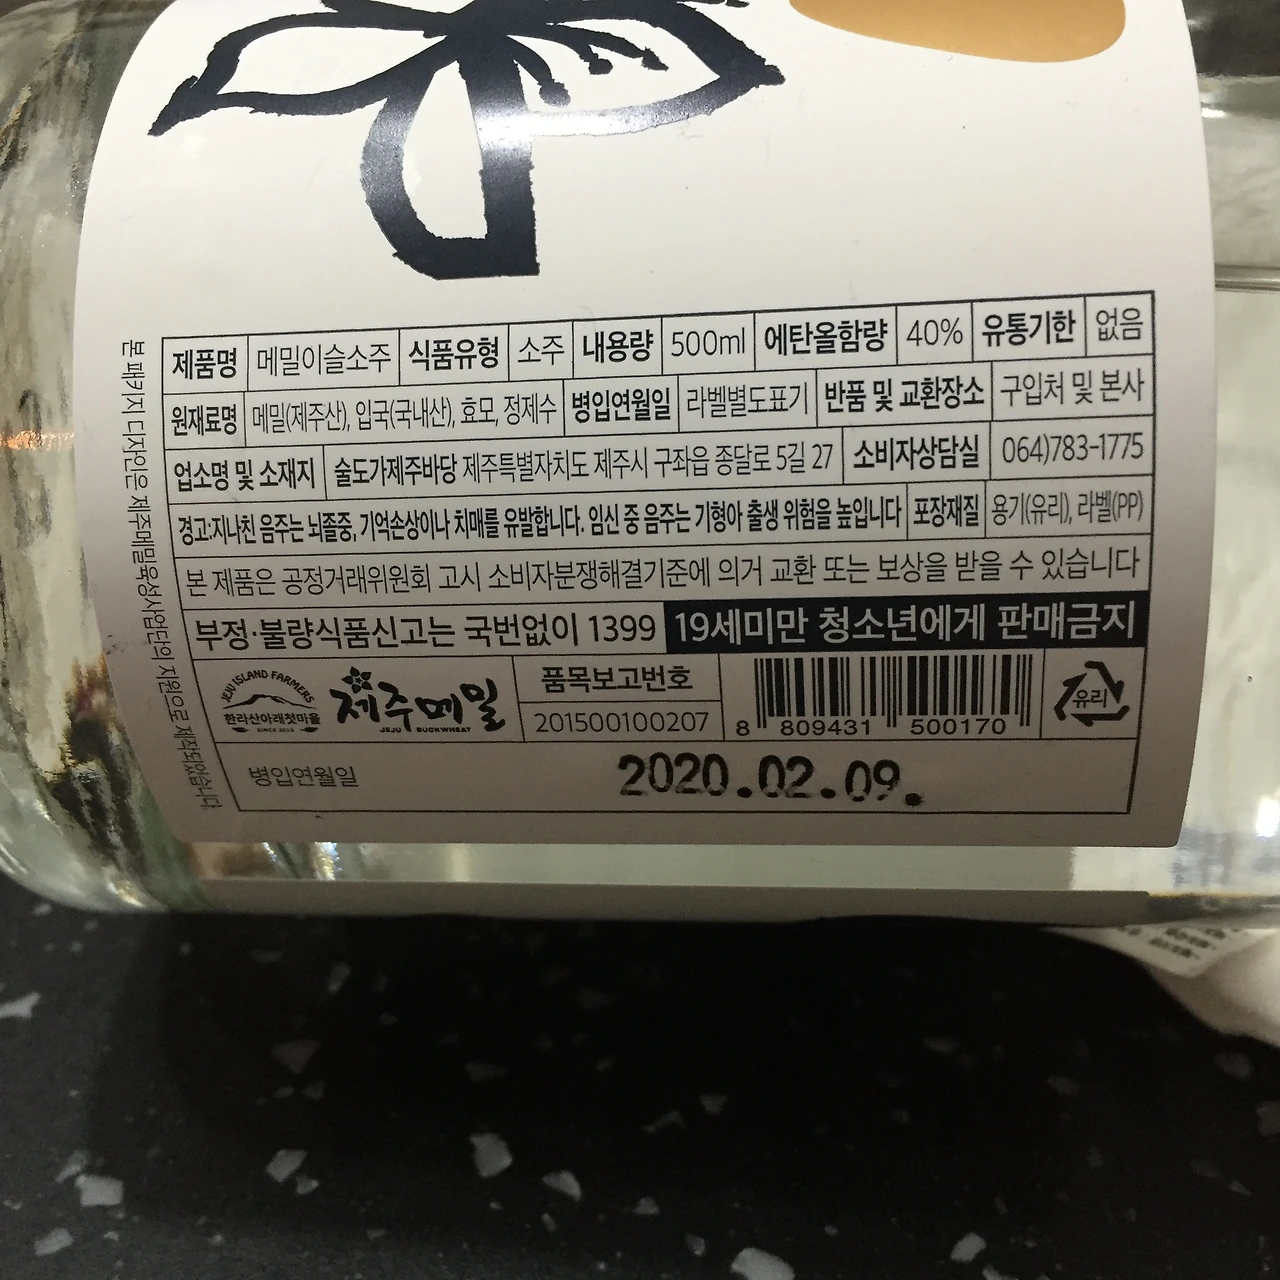 제품명 메밀이슬소주 식품유형 소주 내용량 500ml 에탄올함량 40% 유통기한 없음
원재료명 메밀(제주산), 입국(국내산), 효모, 정제수 병입연월일 라벨별도표기 반품 및 교환장소 구입처 및 본사
업소명 및 소재지 술도가제주바당 제주특별자치도 제주시 구좌읍 종달로 5길 27 소비자상담실 064)783-1775
경고:지나친 음주는 뇌졸중, 기억손상이나 치매를 유발합니다. 임신 중 음주는 기형아 출생 위험을 높입니다 포장재질 용기(유리), 라벨(PP)
본 제품은 공정거래위원회 고시 소비자분쟁해결기준에 의거 교환 또는 보상을 받을 수 있습니다
부정·불량식품신고는 국번없이 1399 19세미만 청소년에게 판매금지
JEJU ISLAND FARMERS
한라산아래첫마을
SINCE 2015
제주메밀
JEJU BUCKWHEAT
품목보고번호
201500100207
8 809431 500170
유리
병입연월일 2020.02.09.
본 패키지 디자인은 제주메밀육성사업단의 지원으로 제작되었습니다.